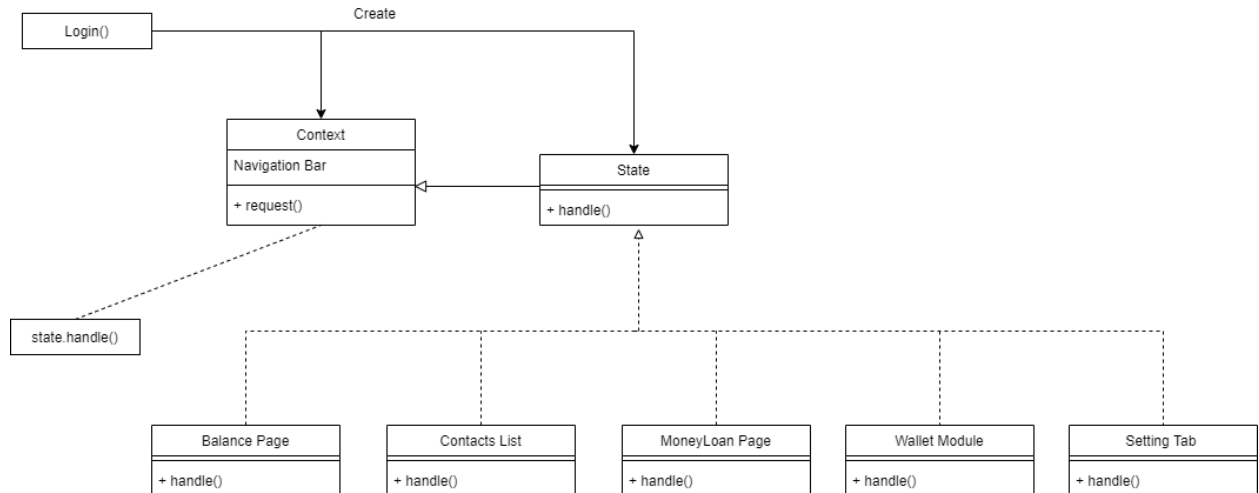 Create
Login()
Context
Navigation Bar
+ request()
State
+ handle()
state.handle()
Balance Page
+ handle()
Contacts List
+ handle()
MoneyLoan Page
+ handle()
Wallet Module
+ handle()
Setting Tab
+ handle()